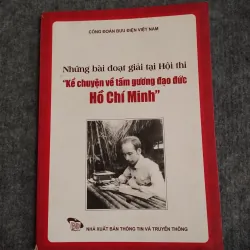 CÔNG ĐOÀN BƯU ĐIỆN VIỆT NAM
Những bài đoạt giải tại Hội thi
"Kể chuyện về tấm gương đạo đức
Hồ Chí Minh"
NHÀ XUẤT BẢN THÔNG TIN VÀ TRUYỀN THÔNG